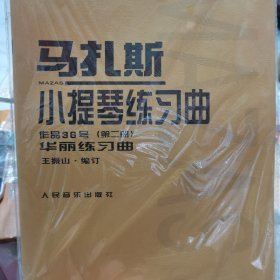 马扎斯
MAZAS
小提琴练习曲
作品36号（第二册）
华丽练习曲
王振山·编订
人民音乐出版社